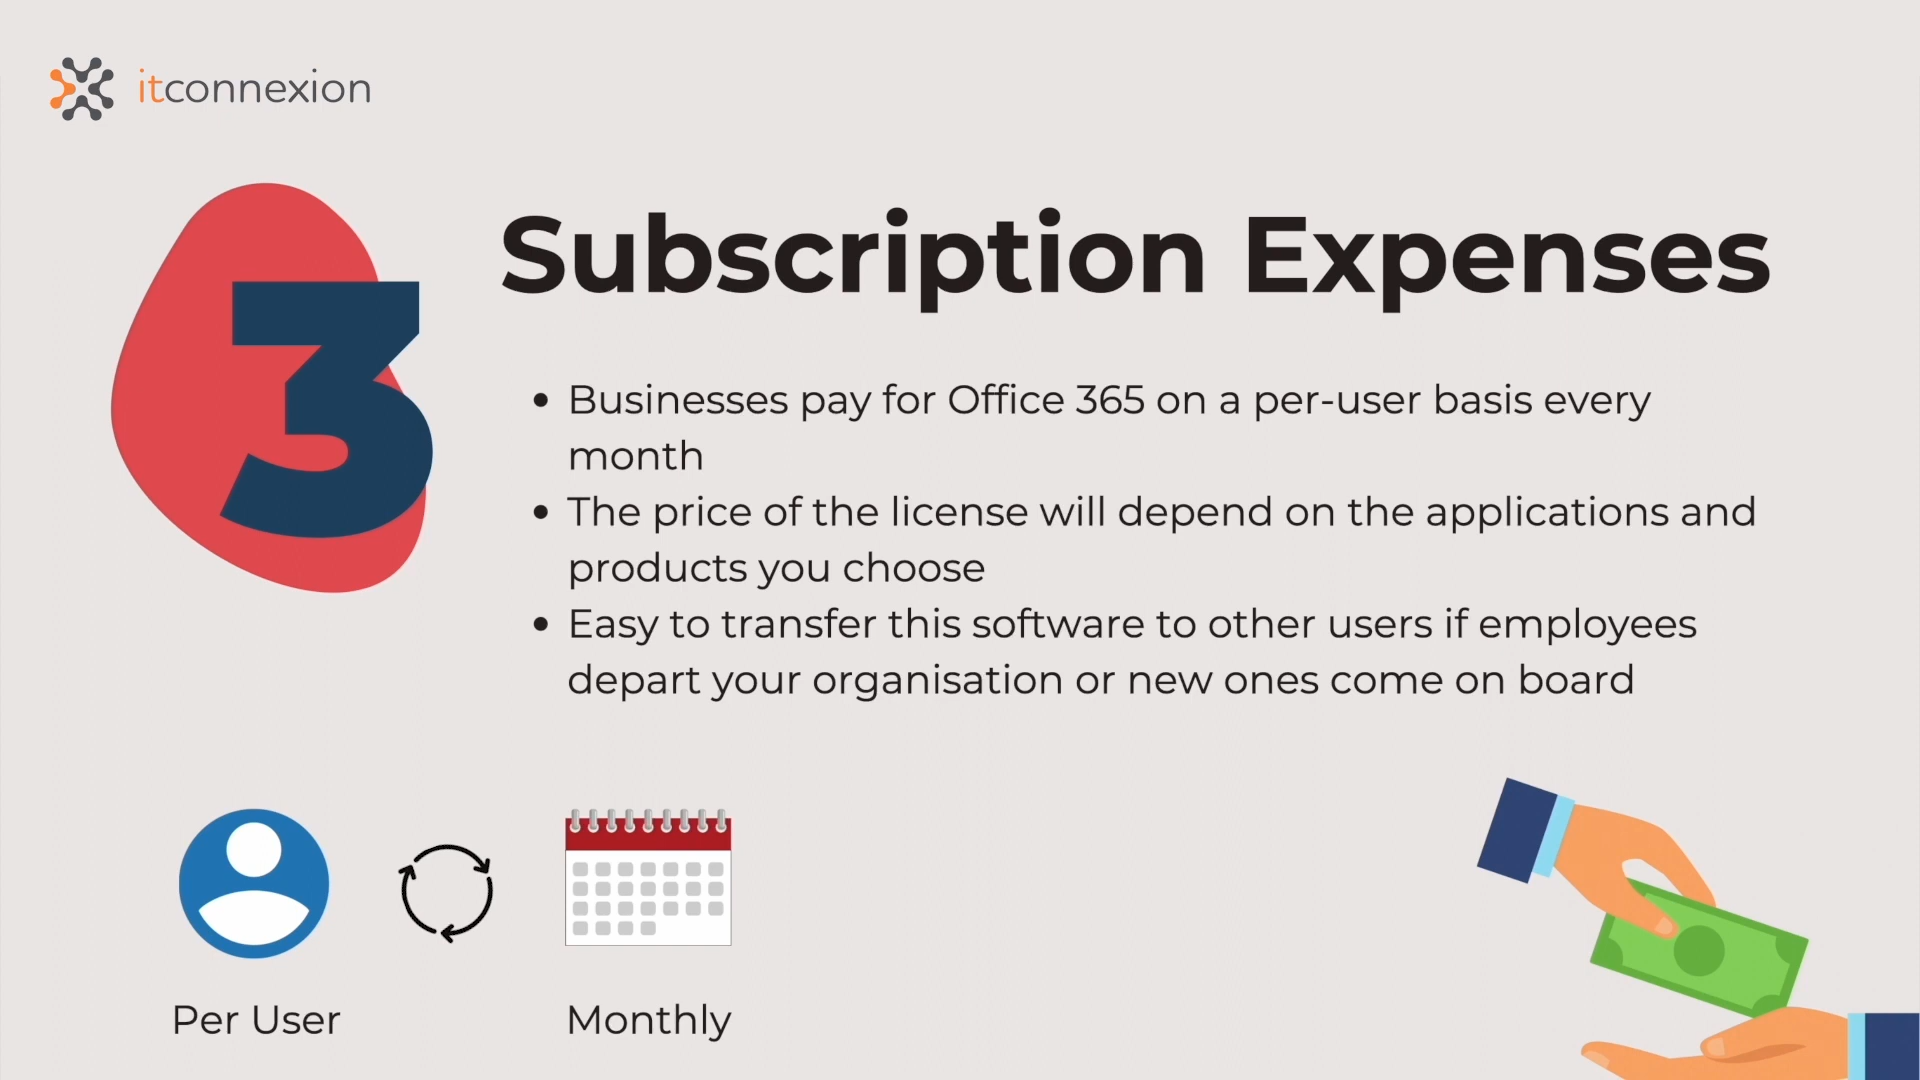 itconnexion
3
Subscription Expenses
• Businesses pay for Office 365 on a per-user basis every
month
• The price of the license will depend on the applications and
products you choose
• Easy to transfer this software to other users if employees
depart your organisation or new ones come on board
Per User
Monthly